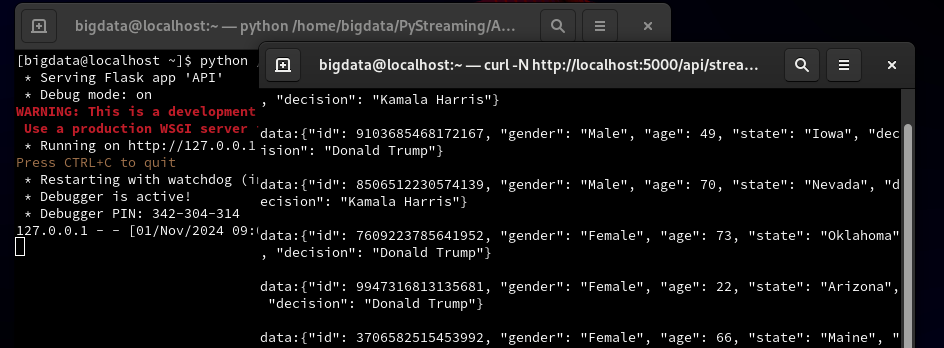 bigdata@localhost:~ — python /home/bigdata/PyStreaming/A...
[bigdata@localhost ~]$ python
* Serving Flask app 'API'
* Debug mode: on
WARNING: This is a development
Use a production WSGI server
* Running on http://127.0.0.1
Press CTRL+C to quit
* Restarting with watchdog (i
* Debugger is active!
* Debugger PIN: 342-304-314
127.0.0.1 - - [01/Nov/2024 09:
bigdata@localhost:~ — curl -N http://localhost:5000/api/strea...
, "decision": "Kamala Harris"}
data:{"id": 9103685468172167, "gender": "Male", "age": 49, "state": "Iowa", "dec
ision": "Donald Trump"}
data:{"id": 8506512230574139, "gender": "Male", "age": 70, "state": "Nevada", "d
ecision": "Kamala Harris"}
data:{"id": 7609223785641952, "gender": "Female", "age": 73, "state": "Oklahoma"
, "decision": "Donald Trump"}
data:{"id": 9947316813135681, "gender": "Female", "age": 22, "state": "Arizona",
"decision": "Donald Trump"}
data:{"id": 3706582515453992, "gender": "Female", "age": 66, "state": "Maine", "